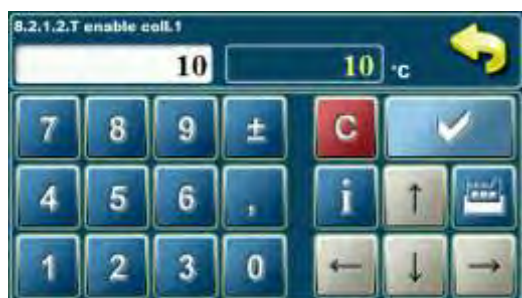 8.2.1.2.T enable coll.1
10 10 °C
7 8 9 ± C
4 5 6 , i ↑
1 2 3 0 ← ↓ →